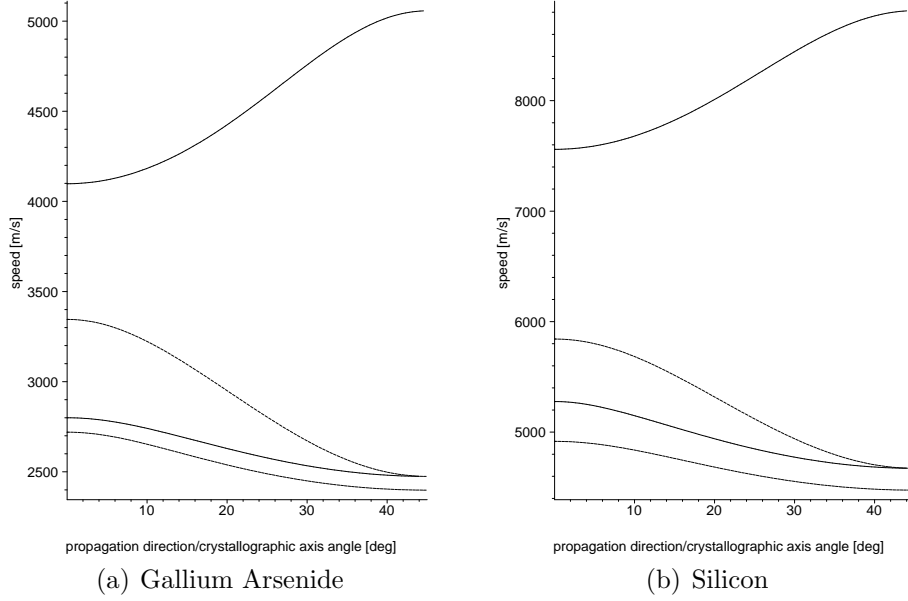 5000
4500
4000
3500
3000
2500
speed [m/s]
10 20 30 40
propagation direction/crystallographic axis angle [deg]
(a) Gallium Arsenide
8000
7000
6000
5000
speed [m/s]
10 20 30 40
propagation direction/crystallographic axis angle [deg]
(b) Silicon